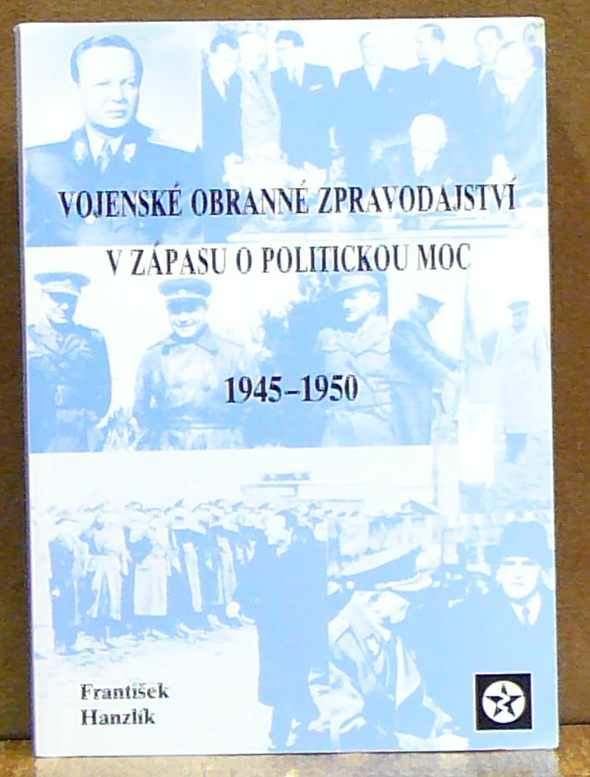 VOJENSKÉ OBRANNÉ ZPRAVODAJSTVÍ
V ZÁPASU O POLITICKOU MOC
1945–1950
František
Hanzlík